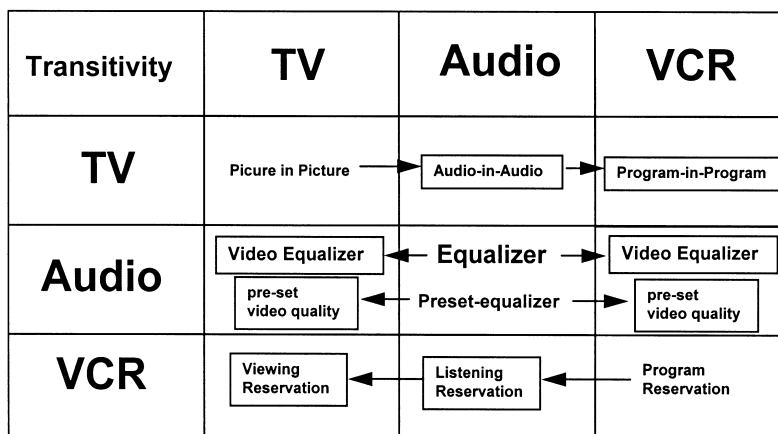 Transitivity TV Audio VCR
TV Picure in Picture Audio-in-Audio Program-in-Program
Audio Video Equalizer Equalizer Video Equalizer
pre-set
video quality
Preset-equalizer
pre-set
video quality
VCR
Viewing
Reservation
Listening
Reservation
Program
Reservation